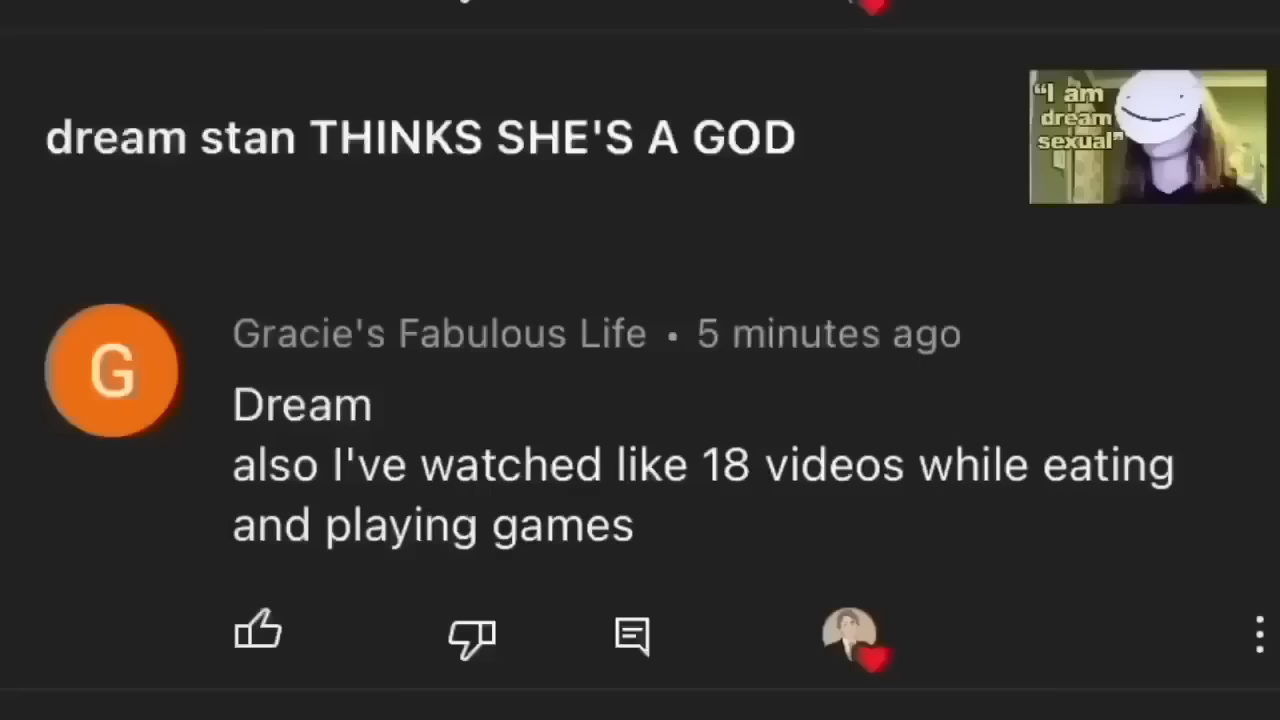 dream stan THINKS SHE'S A GOD
“I am
dream
sexual”
G
Gracie's Fabulous Life • 5 minutes ago
Dream
also I've watched like 18 videos while eating
and playing games